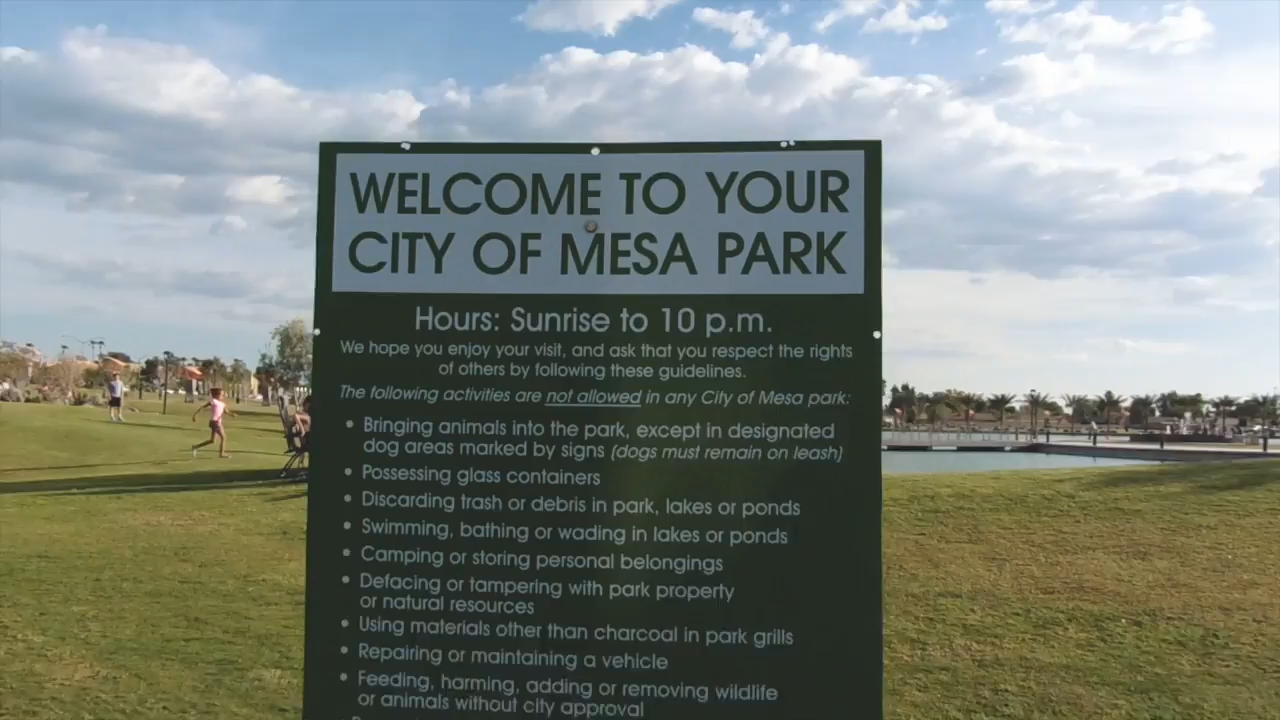 WELCOME TO YOUR
CITY OF MESA PARK
Hours: Sunrise to 10 p.m.
We hope you enjoy your visit, and ask that you respect the rights
of others by following these guidelines.
The following activities are not allowed in any City of Mesa park:
• Bringing animals into the park, except in designated
dog areas marked by signs (dogs must remain on leash)
• Possessing glass containers
• Discarding trash or debris in park, lakes or ponds
• Swimming, bathing or wading in lakes or ponds
• Camping or storing personal belongings
• Defacing or tampering with park property
or natural resources
• Using materials other than charcoal in park grills
• Repairing or maintaining a vehicle
• Feeding, harming, adding or removing wildlife
or animals without city approval